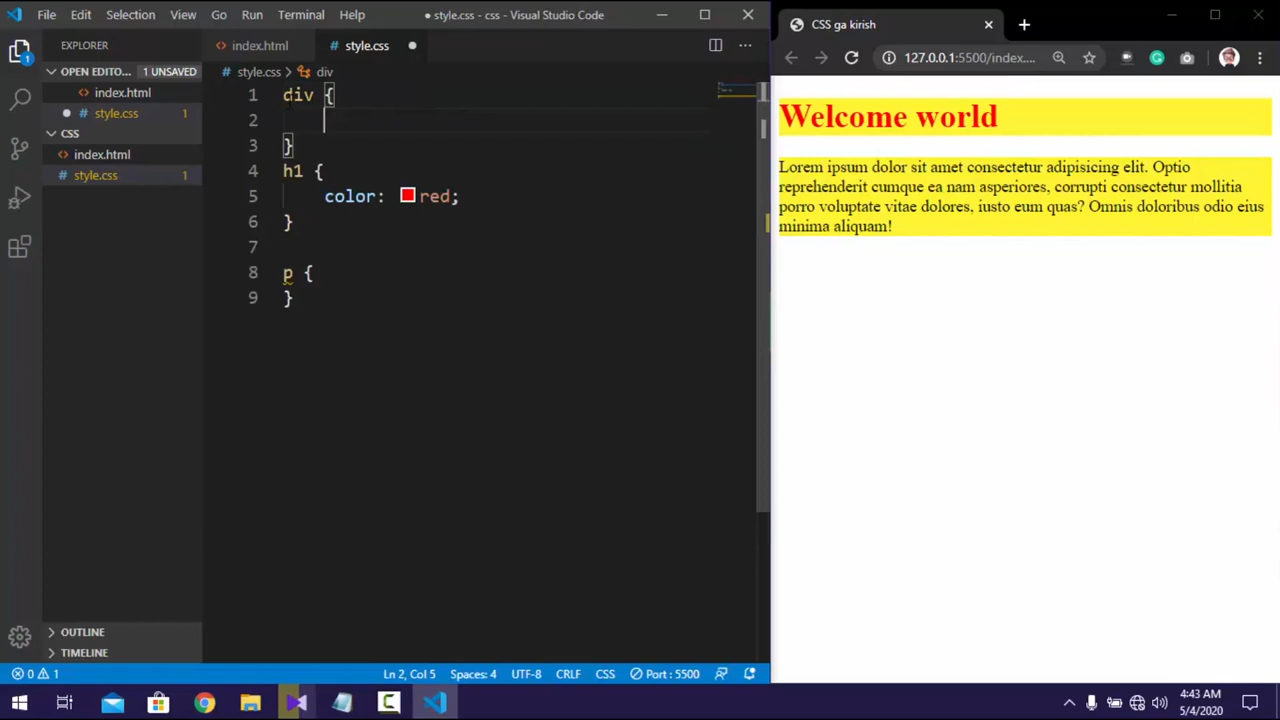 File Edit Selection View Go Run Terminal Help
● style.css - css - Visual Studio Code
EXPLORER
OPEN EDITO... 1 UNSAVED
index.html
style.css 1
CSS
index.html
style.css 1
OUTLINE
TIMELINE
1
index.html
style.css
style.css > div
1 div {
2
3 }
4 h1 {
5 color: red;
6 }
7
8 p {
9 }
0 1
Ln 2, Col 5 Spaces: 4 UTF-8 CRLF CSS Port : 5500
CSS ga kirish
127.0.0.1:5500/index....
Welcome world
Lorem ipsum dolor sit amet consectetur adipisicing elit. Optio
reprehenderit cumque ea nam asperiores, corrupti consectetur mollitia
porro voluptate vitae dolores, iusto eum quas? Omnis doloribus odio eius
minima aliquam!
4:43 AM
5/4/2020